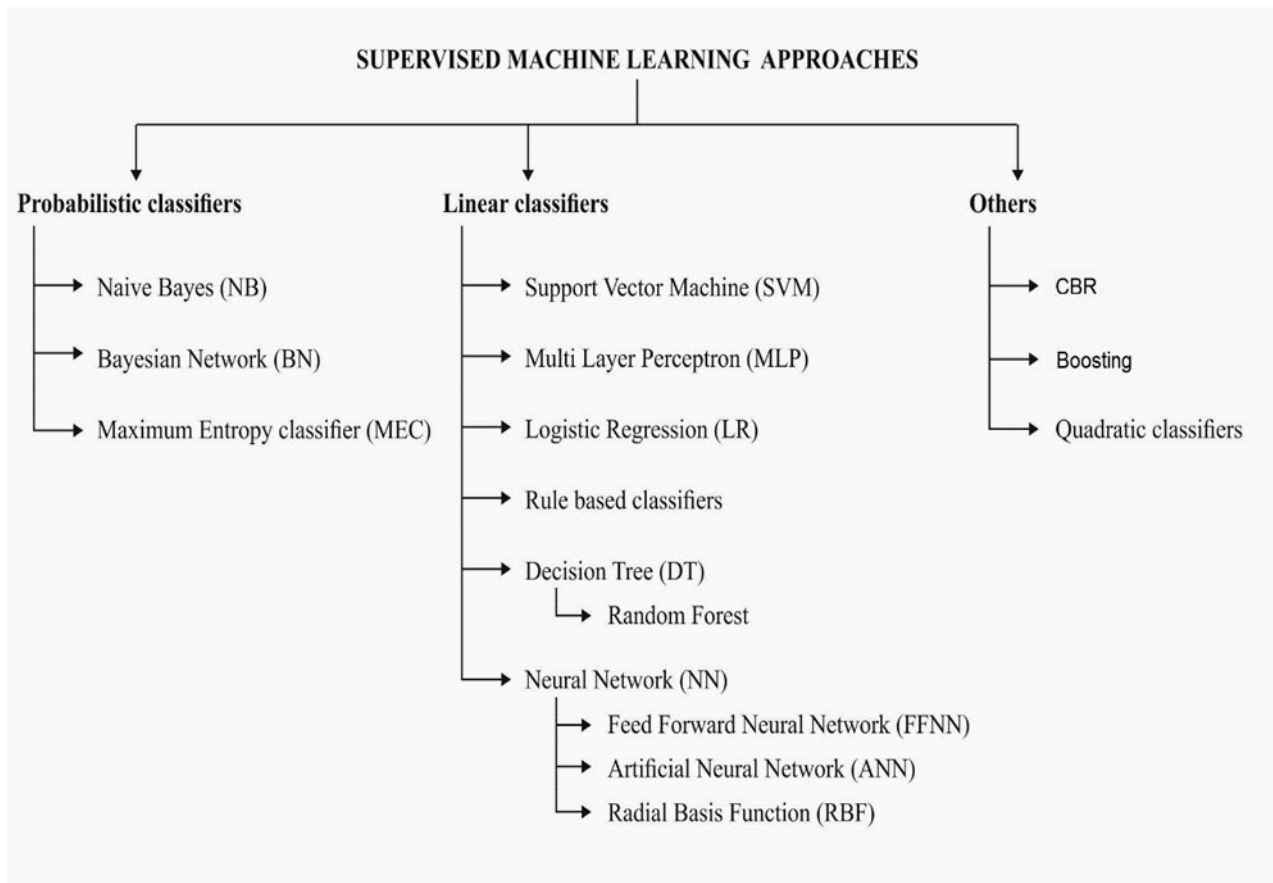 SUPERVISED MACHINE LEARNING APPROACHES
Probabilistic classifiers
Naive Bayes (NB)
Bayesian Network (BN)
Maximum Entropy classifier (MEC)
Linear classifiers
Support Vector Machine (SVM)
Multi Layer Perceptron (MLP)
Logistic Regression (LR)
Rule based classifiers
Decision Tree (DT)
Random Forest
Neural Network (NN)
Feed Forward Neural Network (FFNN)
Artificial Neural Network (ANN)
Radial Basis Function (RBF)
Others
CBR
Boosting
Quadratic classifiers